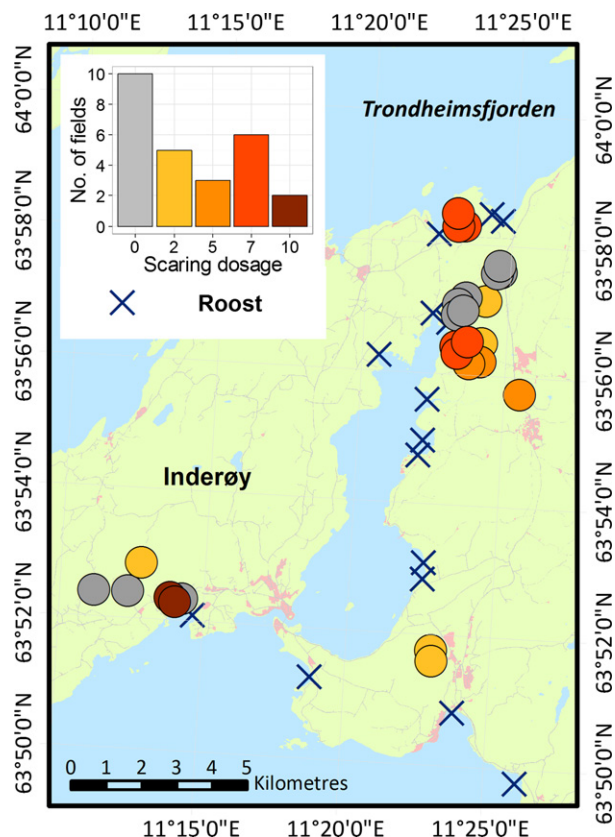 11°10'0"E 11°15'0"E 11°20'0"E 11°25'0"E
64°0'0"N
63°58'0"N
63°56'0"N
63°54'0"N
63°52'0"N
63°50'0"N
No. of fields
10
8
6
4
2
0
0 2 5 7 10
Scaring dosage
Roost
Trondheimsfjorden
Inderøy
0 1 2 3 4 5
Kilometres
64°0'0"N
63°58'0"N
63°56'0"N
63°54'0"N
63°52'0"N
63°50'0"N
11°15'0"E 11°20'0"E 11°25'0"E